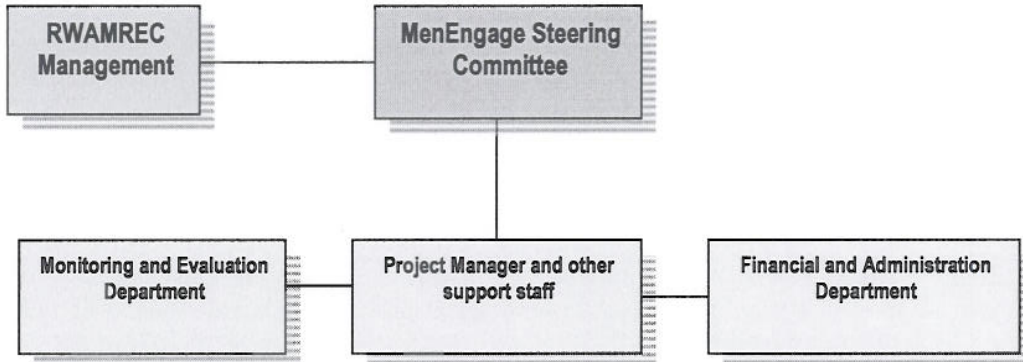 RWAMREC
Management
MenEngage Steering
Committee
Monitoring and Evaluation
Department
Project Manager and other
support staff
Financial and Administration
Department